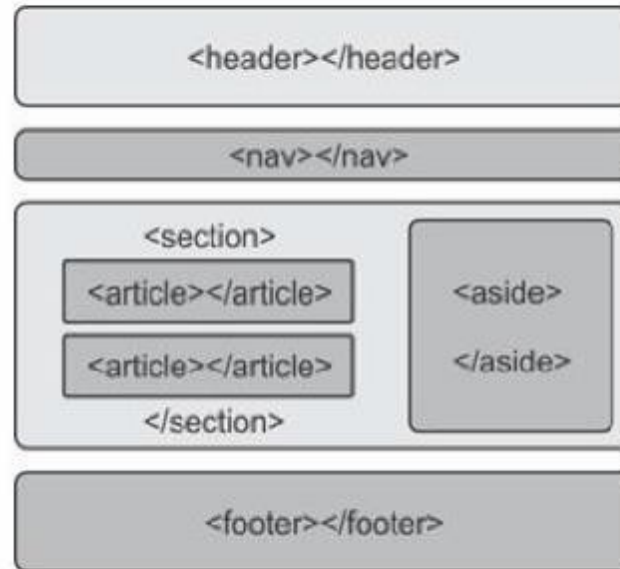 <header></header>
<nav></nav>
<section>
<article></article>
<article></article>
</section>
<aside>
</aside>
<footer></footer>